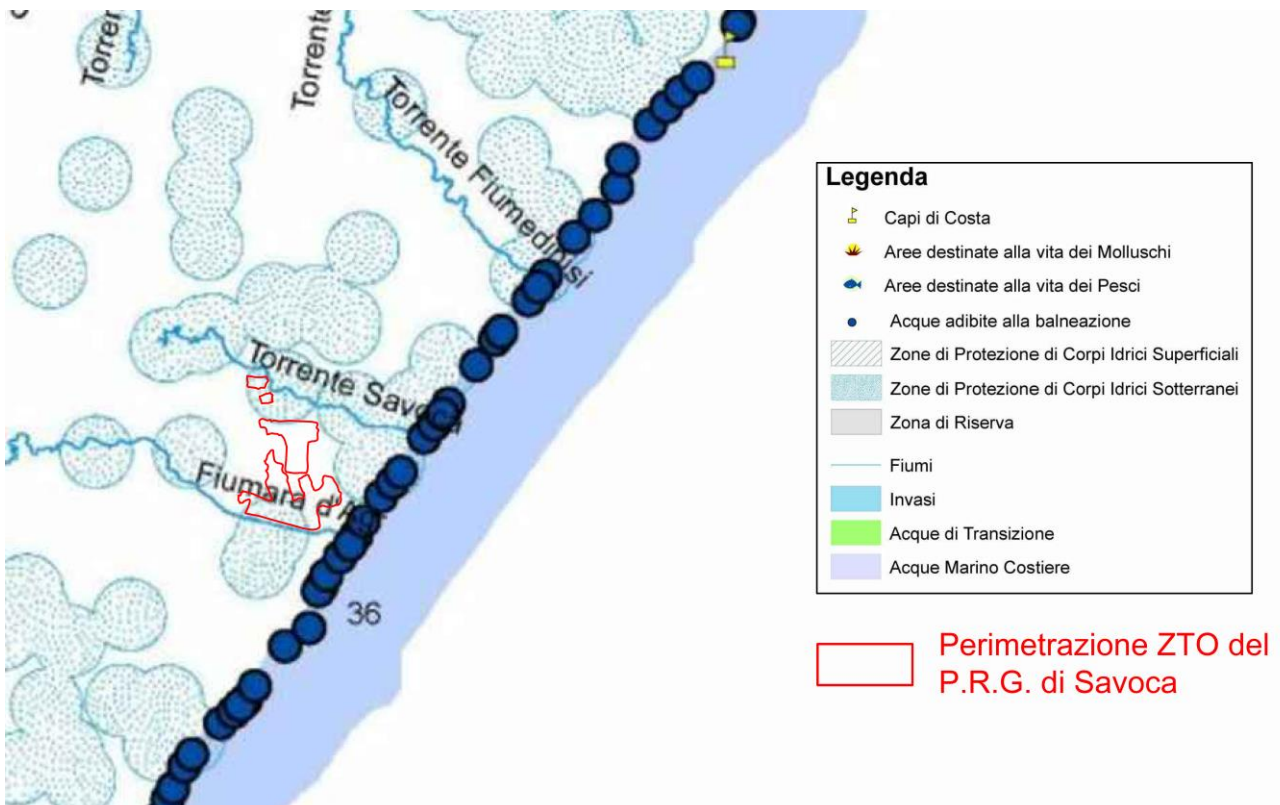 Torren
Torrente
Torrente Fiumedinisi
Torrente Savoca
Fiumara d'
36
Legenda
Capi di Costa
Aree destinate alla vita dei Molluschi
Aree destinate alla vita dei Pesci
Acque adibite alla balneazione
Zone di Protezione di Corpi Idrici Superficiali
Zone di Protezione di Corpi Idrici Sotterranei
Zona di Riserva
Fiumi
Invasi
Acque di Transizione
Acque Marino Costiere
Perimetrazione ZTO del
P.R.G. di Savoca